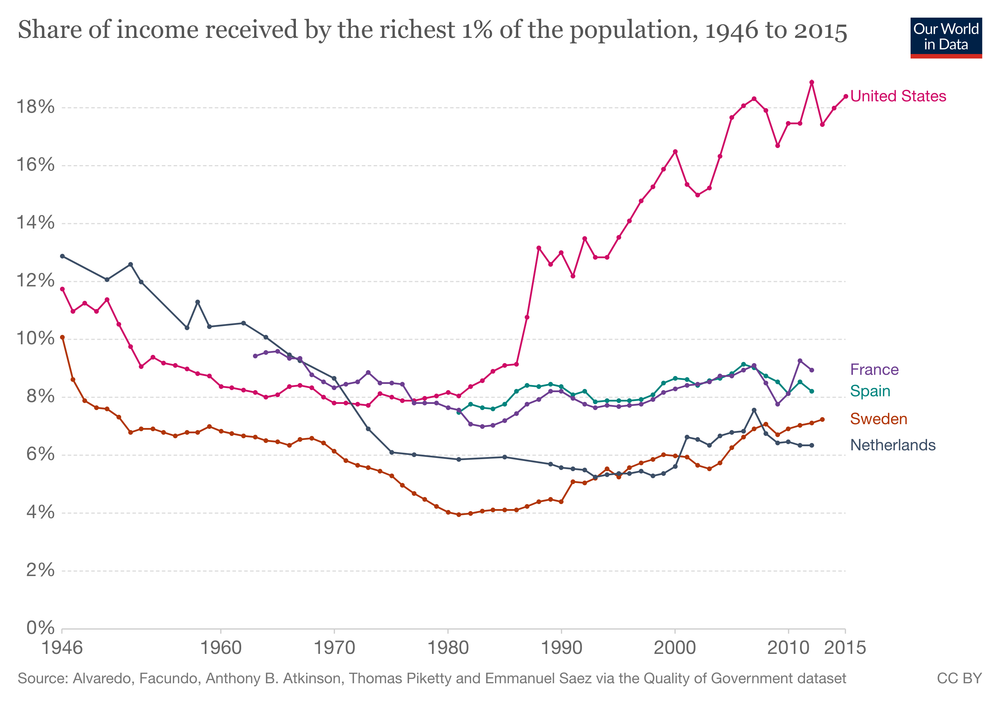 Share of income received by the richest 1% of the population, 1946 to 2015
Our World
in Data
18%
16%
14%
12%
10%
8%
6%
4%
2%
0%
United States
France
Spain
Sweden
Netherlands
1946 1960 1970 1980 1990 2000 2010 2015
Source: Alvaredo, Facundo, Anthony B. Atkinson, Thomas Piketty and Emmanuel Saez via the Quality of Government dataset
CC BY